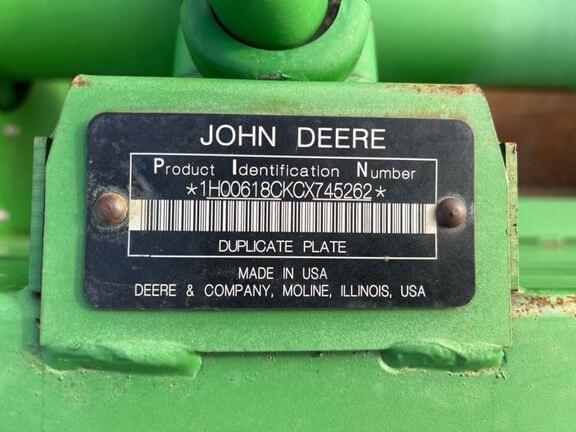 JOHN DEERE
Product Identification Number
*1H00618CKCX745262*
DUPLICATE PLATE
MADE IN USA
DEERE & COMPANY, MOLINE, ILLINOIS, USA